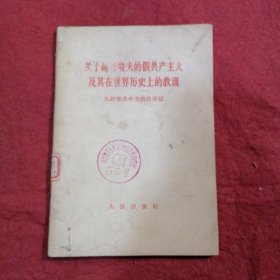 关于赫鲁晓夫的假共产主义
及其在世界历史上的教训
九评苏共中央的公开信
人民出版社